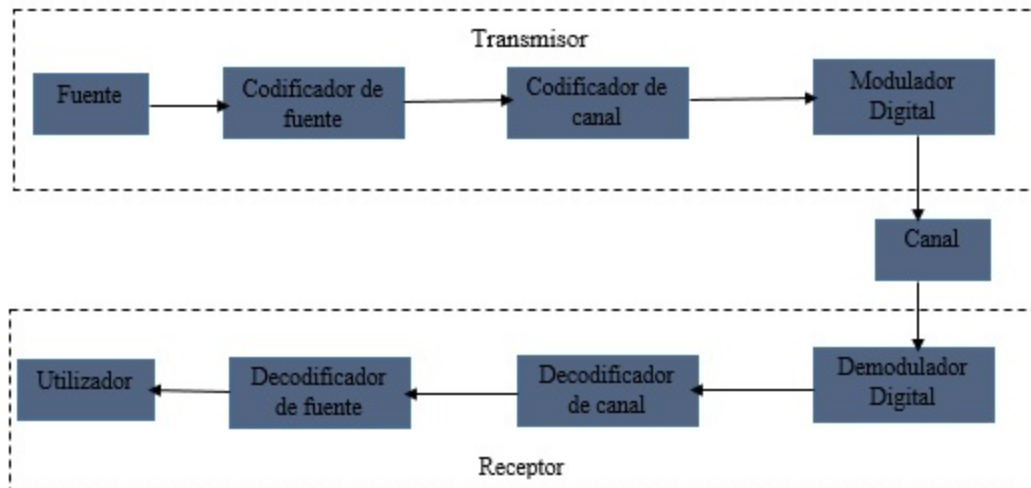 Transmisor
Fuente
Codificador de
fuente
Codificador de
canal
Modulador
Digital
Canal
Demodulador
Digital
Decodificador
de canal
Decodificador
de fuente
Utilizador
Receptor